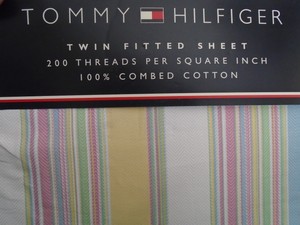 TOMMY HILFIGER
TWIN FITTED SHEET
200 THREADS PER SQUARE INCH
100% COMBED COTTON